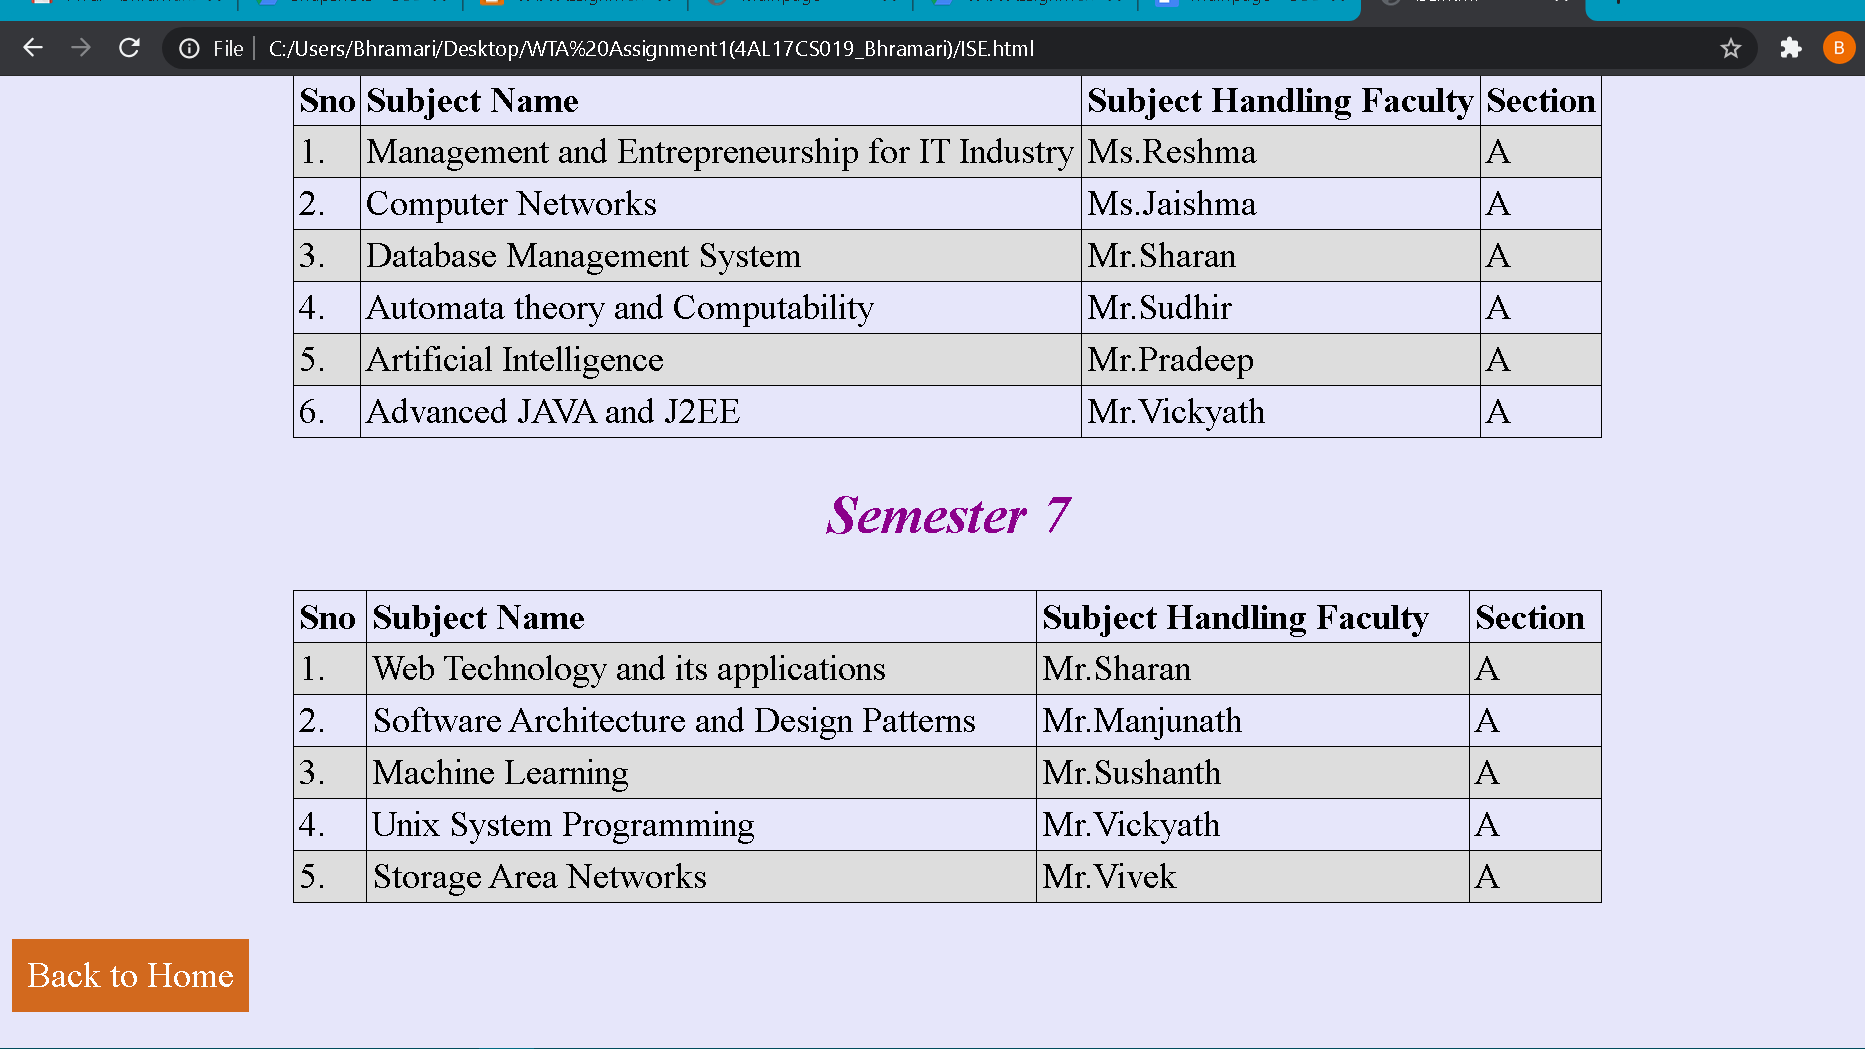 File C:/Users/Bhramari/Desktop/WTA%20Assignment1(4AL17CS019_Bhramari)/ISE.html
B
Sno Subject Name Subject Handling Faculty Section
1. Management and Entrepreneurship for IT Industry Ms.Reshma A
2. Computer Networks Ms.Jaishma A
3. Database Management System Mr.Sharan A
4. Automata theory and Computability Mr.Sudhir A
5. Artificial Intelligence Mr.Pradeep A
6. Advanced JAVA and J2EE Mr.Vickyath A
Semester 7
Sno Subject Name Subject Handling Faculty Section
1. Web Technology and its applications Mr.Sharan A
2. Software Architecture and Design Patterns Mr.Manjunath A
3. Machine Learning Mr.Sushanth A
4. Unix System Programming Mr.Vickyath A
5. Storage Area Networks Mr.Vivek A
Back to Home